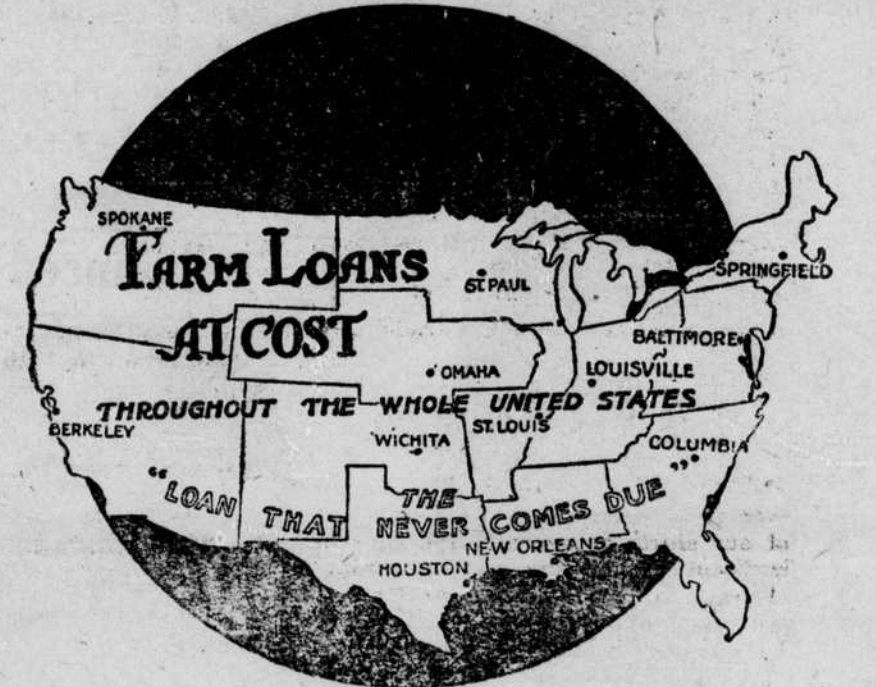 SPOKANE
FARM LOANS
ST. PAUL
SPRINGFIELD
AT COST
BALTIMORE
LOUISVILLE
OMAHA
THROUGHOUT THE WHOLE UNITED STATES
BERKELEY
WICHITA
ST. LOUIS
COLUMBIA
"LOAN THAT THE NEVER COMES DUE"
NEW ORLEANS
HOUSTON